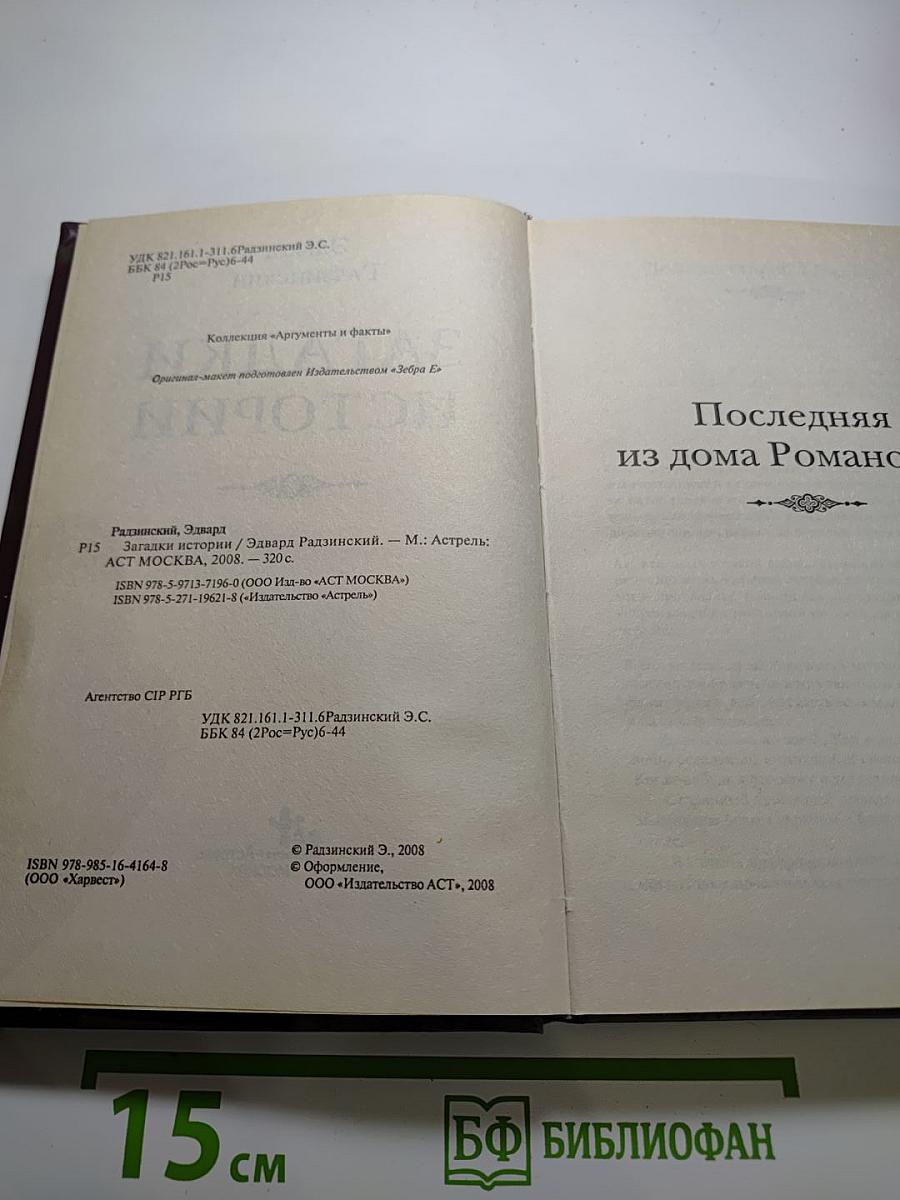 УДК 821.161.1-311.6Радзинский Э.С.
ББК 84 (2Рос=Рус)6-44
Р15
Коллекция «Аргументы и факты»
Оригинал-макет подготовлен Издательством «Зебра Е»
Радзинский, Эдвард
Р15 Загадки истории / Эдвард Радзинский. — М.: Астрель:
АСТ МОСКВА, 2008. — 320 с.
ISBN 978-5-9713-7196-0 (ООО Изд-во «АСТ МОСКВА»)
ISBN 978-5-271-19621-8 («Издательство «Астрель»)
Агентство CIP РГБ
УДК 821.161.1-311.6Радзинский Э.С.
ББК 84 (2Рос=Рус)6-44
ISBN 978-985-16-4164-8
(ООО «Харвест»)
© Радзинский Э., 2008
© Оформление,
ООО «Издательство АСТ», 2008
Последняя
из дома Романо
15 см
БФ БИБЛИОФАН